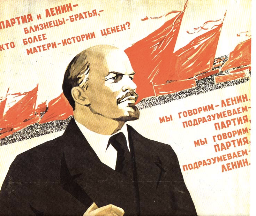 ПАРТИЯ И ЛЕНИН—
БЛИЗНЕЦЫ-БРАТЬЯ,—
КТО БОЛЕЕ
МАТЕРИ-ИСТОРИИ ЦЕНЕН?
МЫ ГОВОРИМ—ЛЕНИН,
ПОДРАЗУМЕВАЕМ—
ПАРТИЯ,
МЫ ГОВОРИМ—
ПАРТИЯ,
ПОДРАЗУМЕВАЕМ—
ЛЕНИН.